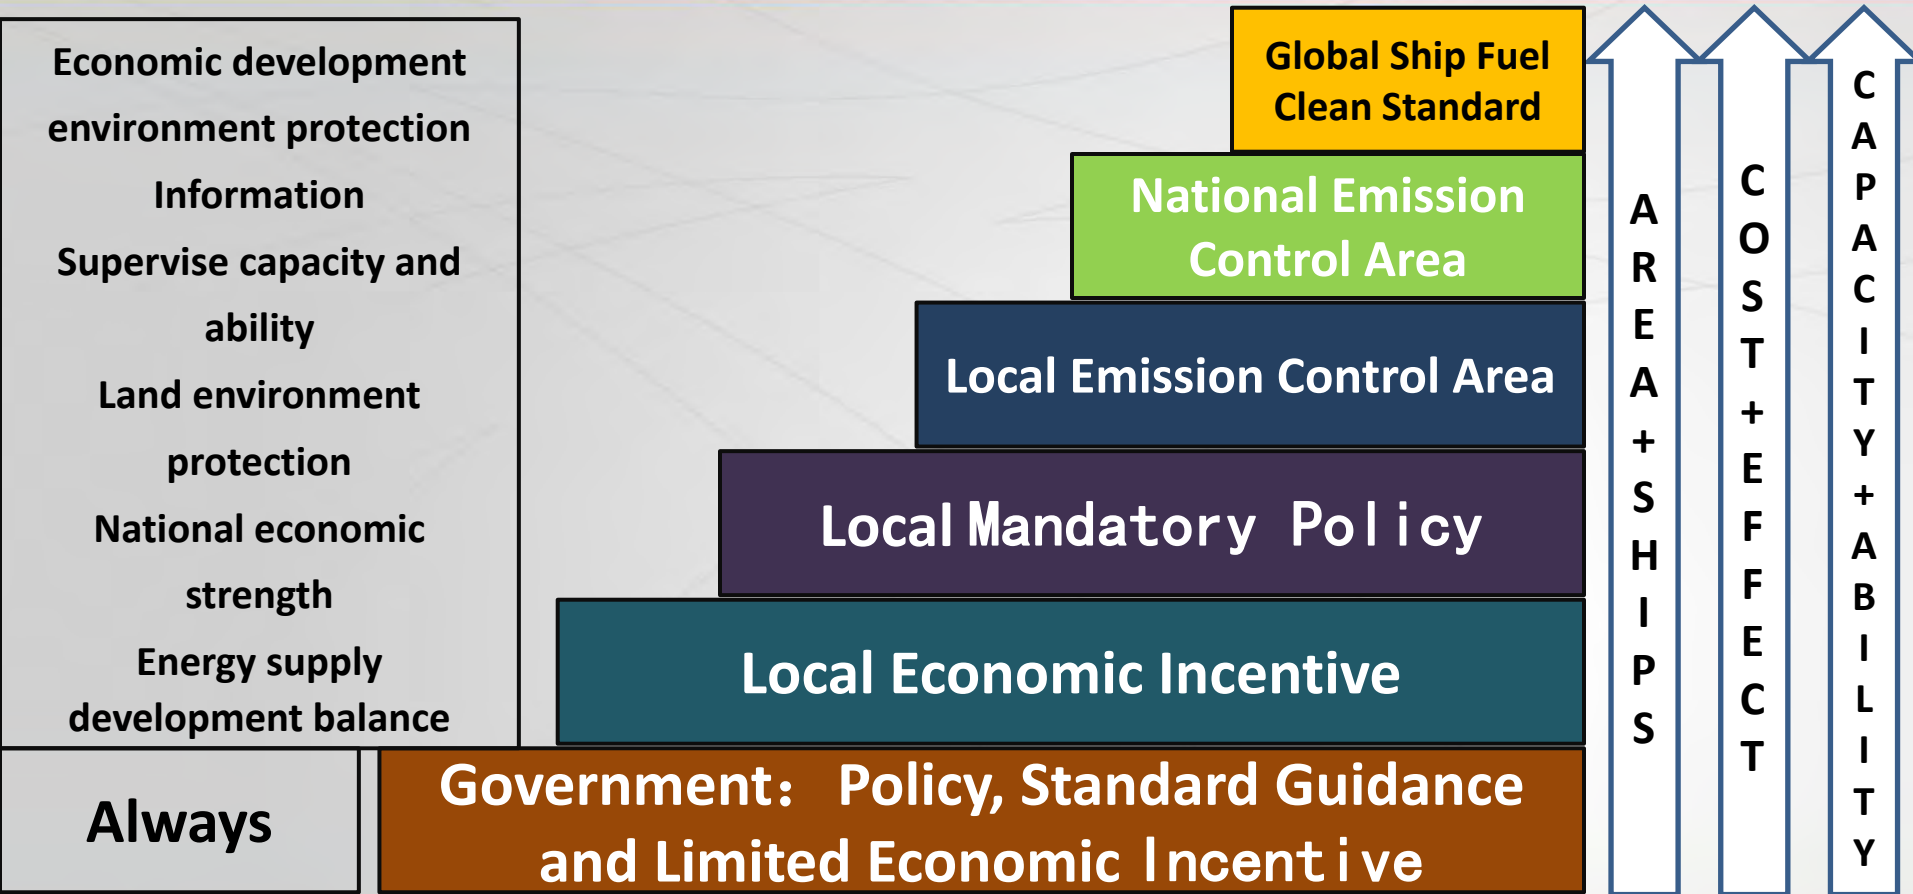 Economic development
environment protection
Information
Supervise capacity and
ability
Land environment
protection
National economic
strength
Energy supply
development balance
Always
Global Ship Fuel
Clean Standard
National Emission
Control Area
Local Emission Control Area
Local Mandatory Policy
Local Economic Incentive
Government： Policy, Standard Guidance
and Limited Economic Incentive
AREA+SHIPS
COST+EFFECT
CAPACITY+ABILITY